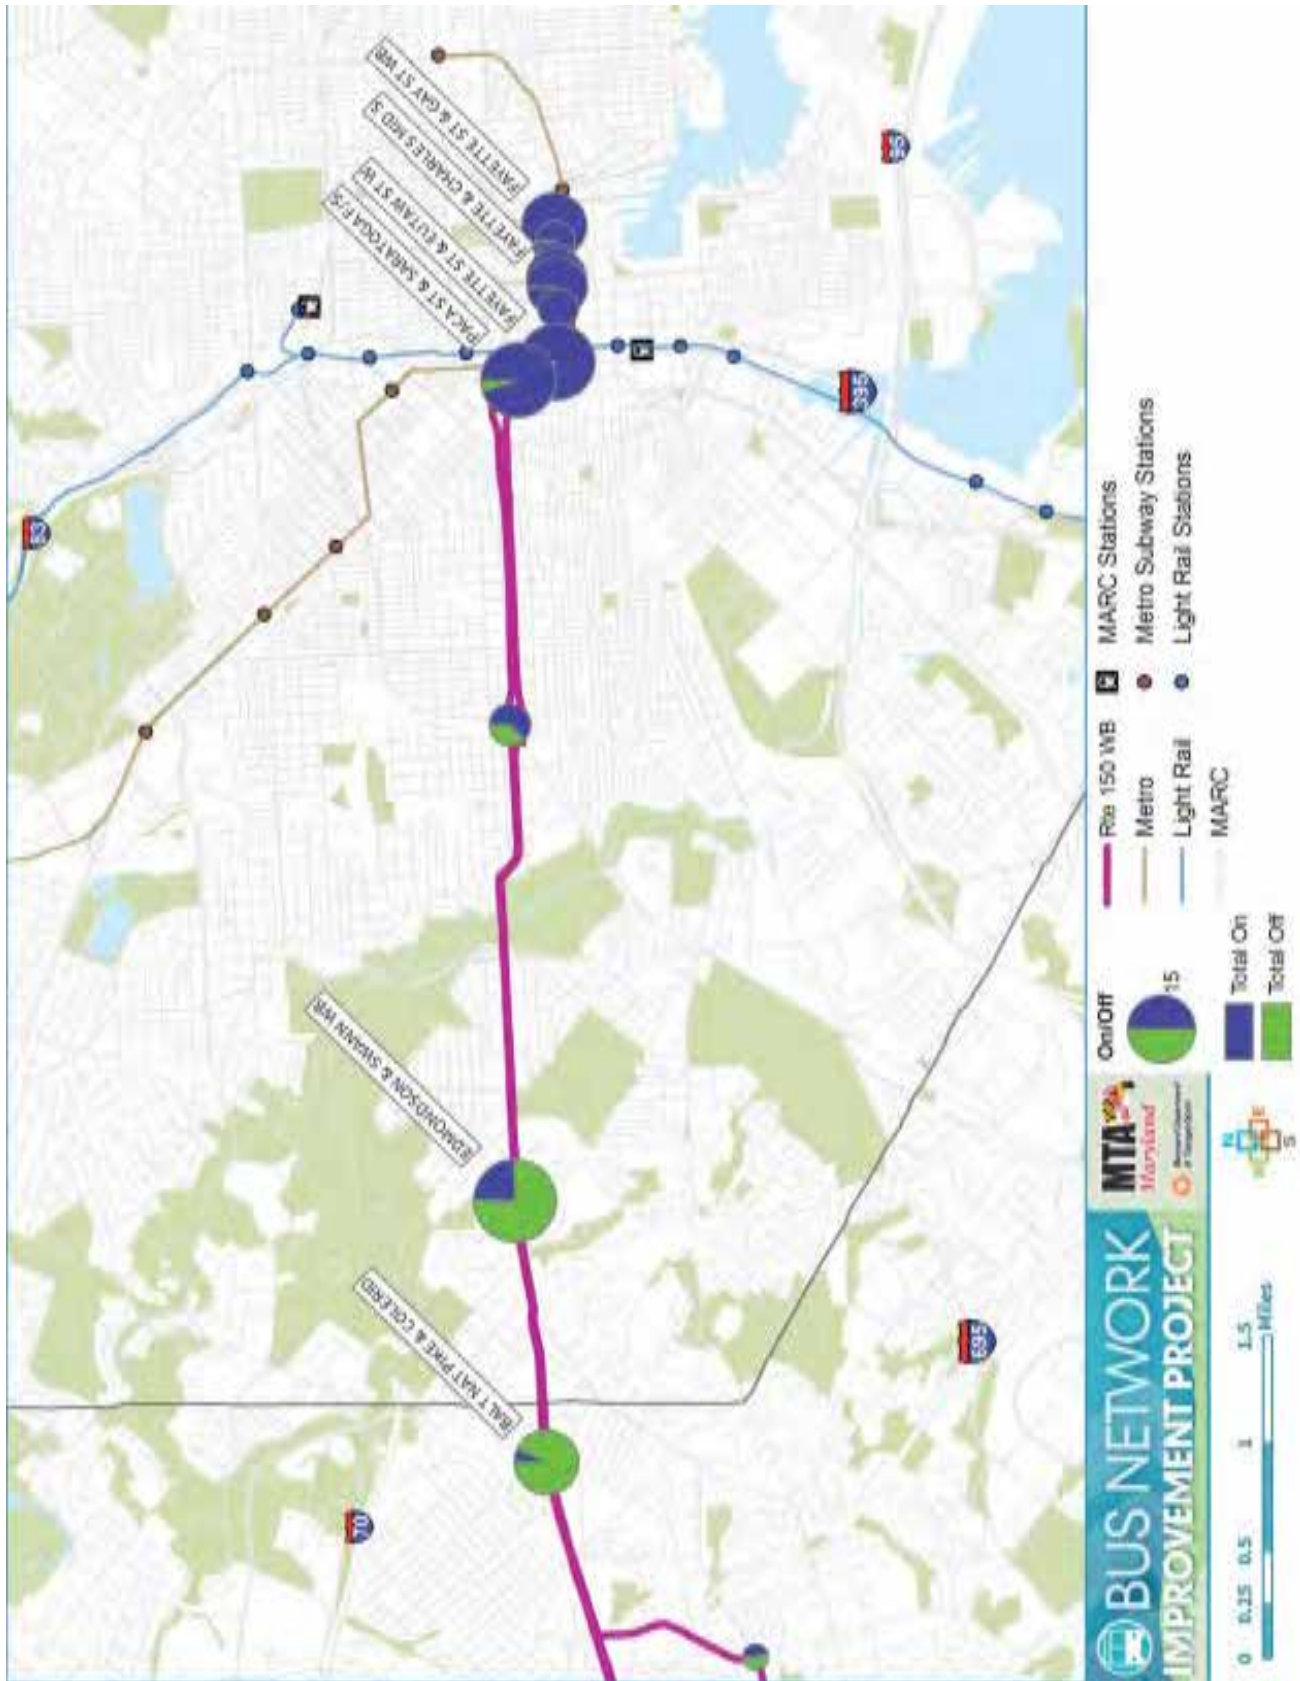 FAYETTE ST & GAY ST WB
FAYETTE & CHARLES MID S
FAYETTE ST & EUTAW ST W
PACA ST & SARATOGA F/S
EDMONDSON & SWANN WB
BALT NAT PIKE & COLERID
83
95
395
695
70
BUS NETWORK
IMPROVEMENT PROJECT
MTA
Maryland
0 0.25 0.5 1 1.5
Miles
N
E
S
On/Off
15
Total On
Total Off
Rte 150 WB
Metro
Light Rail
MARC
MARC Stations
Metro Subway Stations
Light Rail Stations